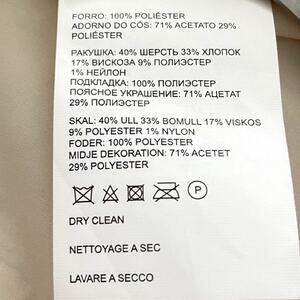 FORRO: 100% POLIÉSTER
ADORNO DO CÓS: 71% ACETATO 29%
POLIÉSTER
РАКУШКА: 40% ШЕРСТЬ 33% ХЛОПОК
17% ВИСКОЗА 9% ПОЛИЭСТЕР
1% НЕЙЛОН
ПОДКЛАДКА: 100% ПОЛИЭСТЕР
ПОЯСНОЕ УКРАШЕНИЕ: 71% АЦЕТАТ
29% ПОЛИЭСТЕР
SKAL: 40% ULL 33% BOMULL 17% VISKOS
9% POLYESTER 1% NYLON
FODER: 100% POLYESTER
MIDJE DEKORATION: 71% ACETET
29% POLYESTER
P
DRY CLEAN
NETTOYAGE A SEC
LAVARE A SECCO